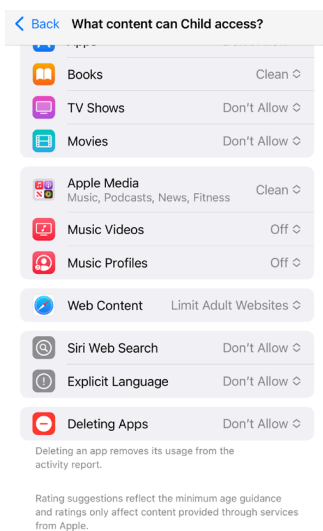 Back What content can Child access?
Books Clean
TV Shows Don't Allow
Movies Don't Allow
Apple Media
Music, Podcasts, News, Fitness
Clean
Music Videos Off
Music Profiles Off
Web Content Limit Adult Websites
Siri Web Search Don't Allow
Explicit Language Don't Allow
Deleting Apps Don't Allow
Deleting an app removes its usage from the
activity report.
Rating suggestions reflect the minimum age guidance
and ratings only affect content provided through services
from Apple.